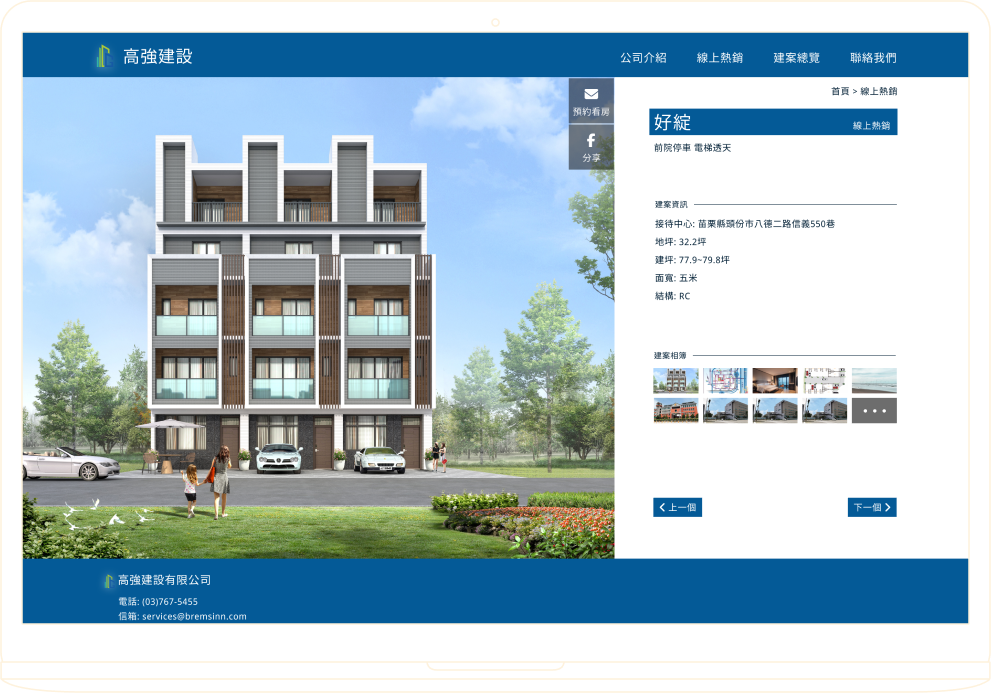 高強建設
公司介紹 線上熱銷 建案總覽 聯絡我們
預約看房
分享
首頁 > 線上熱銷
好綻
線上熱銷
前院停車 電梯透天
建案資訊
接待中心: 苗栗縣頭份市八德二路信義550巷
地坪: 32.2坪
建坪: 77.9~79.8坪
面寬: 五米
結構: RC
建案相簿
上一個
下一個
高強建設有限公司
電話: (03)767-5455
信箱: services@bremsinn.com